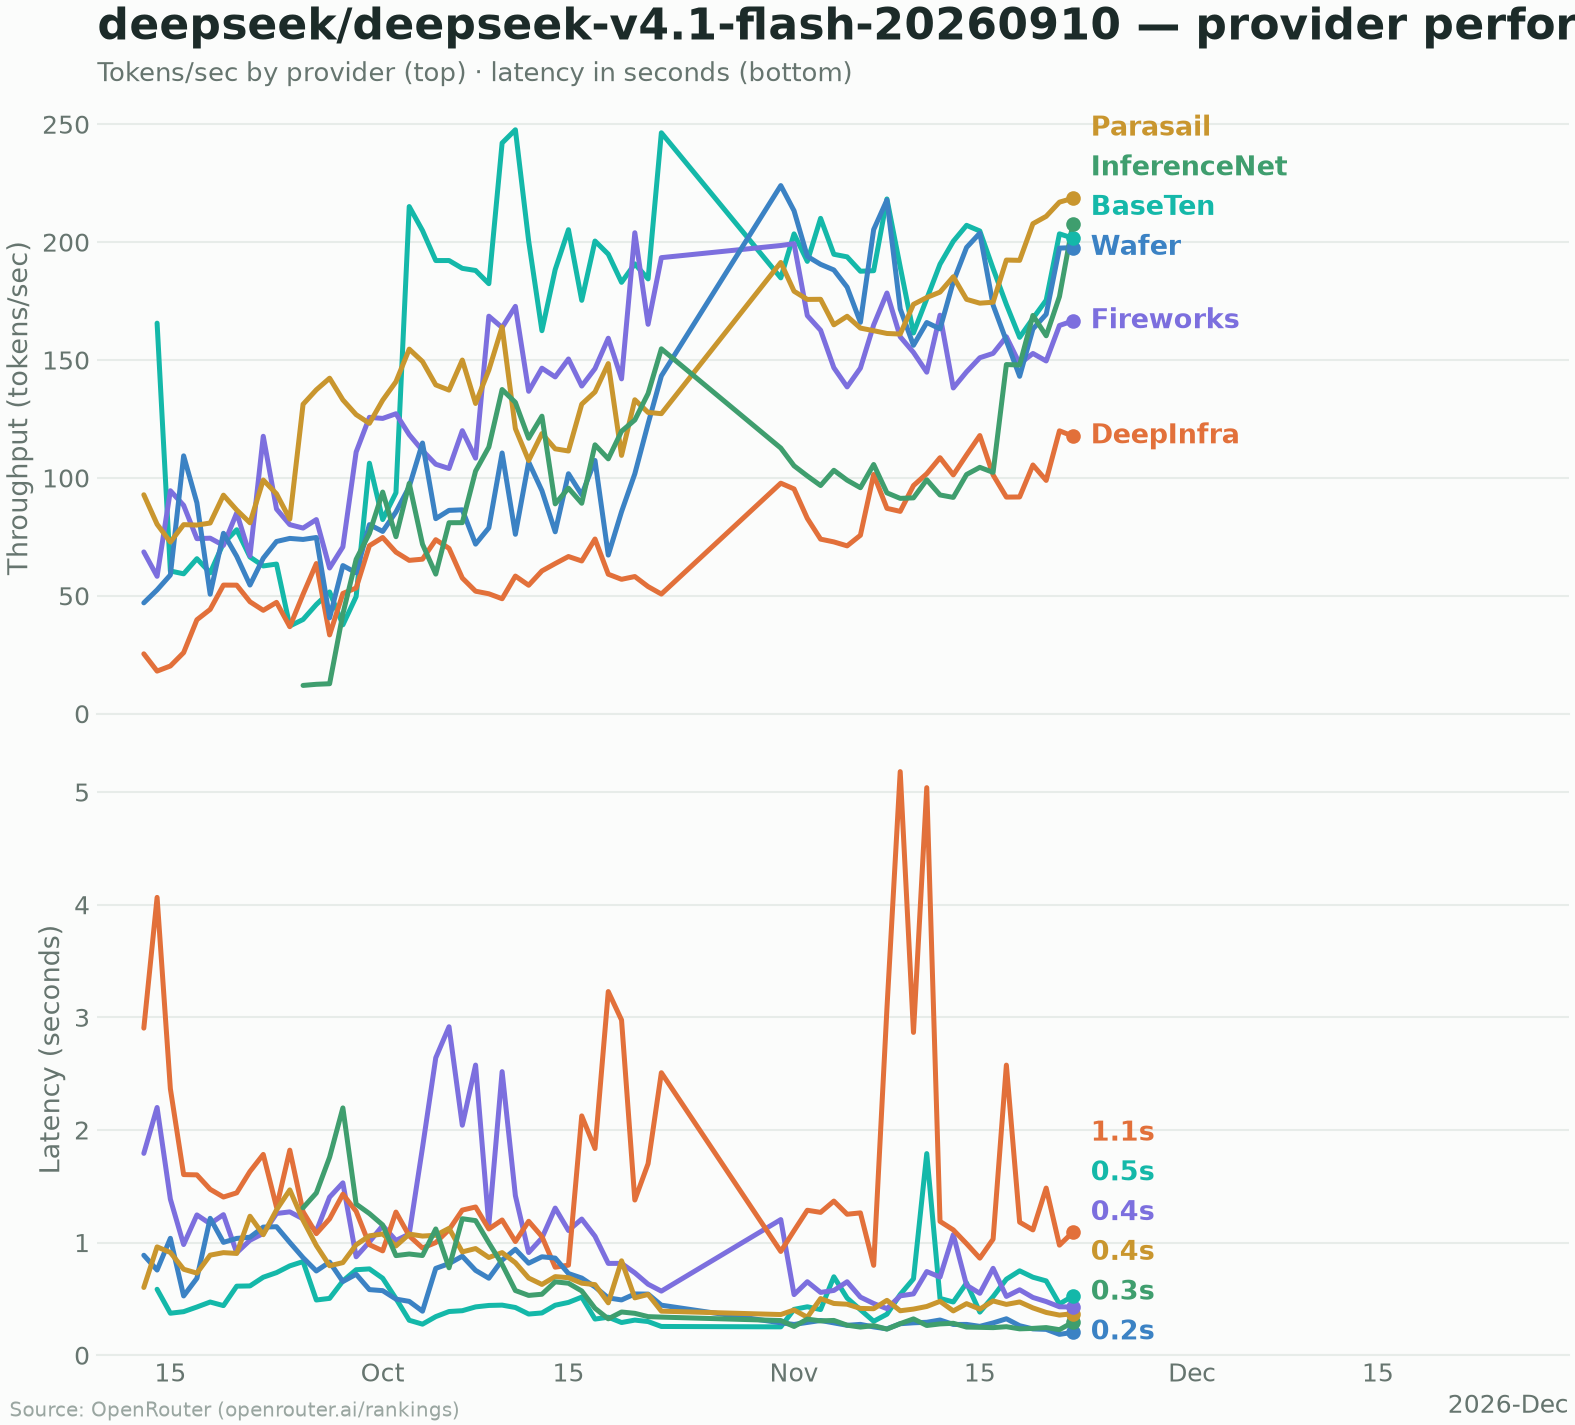 deepseek/deepseek-v4.1-flash-20260910 — provider perfor
Tokens/sec by provider (top) · latency in seconds (bottom)
Throughput (tokens/sec)
250
200
150
100
50
0
Parasail
InferenceNet
BaseTen
Wafer
Fireworks
DeepInfra
Latency (seconds)
5
4
3
2
1
0
1.1s
0.5s
0.4s
0.4s
0.3s
0.2s
15 Oct 15 Nov 15 Dec 15
2026-Dec
Source: OpenRouter (openrouter.ai/rankings)